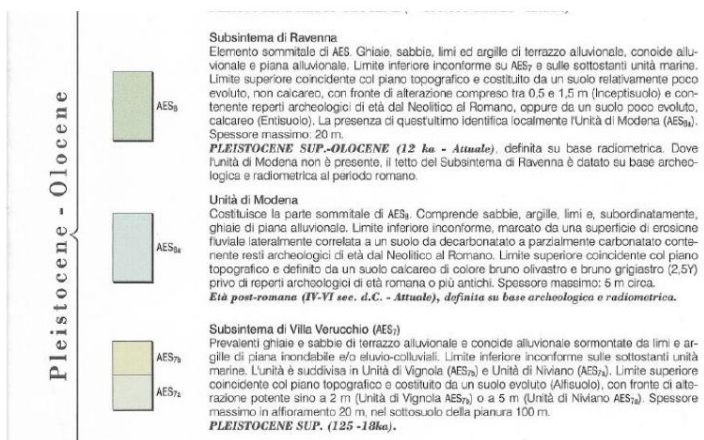 Pleistocene - Olocene
Subsintema di Ravenna
AES8
Elemento sommitale di AES. Ghiaie, sabbie, limi ed argille di terrazzo alluvionale, conoide allu-
vionale e piana alluvionale. Limite inferiore inconforme su AES7 e sulle sottostanti unità marine.
Limite superiore coincidente col piano topografico e costituito da un suolo relativamente poco
evoluto, non calcareo, con fronte di alterazione compreso tra 0,5 e 1,5 m (Inceptisuolo) e con-
tenente reperti archeologici di età dal Neolitico al Romano, oppure da un suolo poco evoluto,
calcareo (Entisuolo). La presenza di quest'ultimo identifica localmente l'Unità di Modena (AES8a).
Spessore massimo: 20 m.
PLEISTOCENE SUP.-OLOCENE (12 ka - Attuale), definita su base radiometrica. Dove
l'unità di Modena non è presente, il tetto del Subsintema di Ravenna è datato su base archeo-
logica e radiometrica al periodo romano.
Unità di Modena
AES8a
Costituisce la parte sommitale di AES8. Comprende sabbie, argille, limi e, subordinatamente,
ghiaie di piana alluvionale. Limite inferiore inconforme, marcato da una superficie di erosione
fluviale lateralmente correlata a un suolo da decarbonatato a parzialmente carbonatato conte-
nente resti archeologici di età dal Neolitico al Romano. Limite superiore coincidente col piano
topografico e definito da un suolo calcareo di colore bruno olivastro e bruno grigiastro (2,5Y)
privo di reperti archeologici di età romana o più antichi. Spessore massimo: 5 m circa.
Età post-romana (IV-VI sec. d.C. - Attuale), definita su base archeologica e radiometrica.
Subsintema di Villa Verucchio (AES7)
AES7b
AES7a
Prevalenti ghiaie e sabbie di terrazzo alluvionale e conoide alluvionale sormontate da limi e ar-
gille di piana inondabile e/o eluvio-colluviali. Limite inferiore inconforme sulle sottostanti unità
marine. L'unità è suddivisa in Unità di Vignola (AES7b) e Unità di Niviano (AES7a). Limite superiore
coincidente col piano topografico e costituito da un suolo evoluto (Alfisuolo), con fronte di alte-
razione potente sino a 2 m (Unità di Vignola AES7b) o a 5 m (Unità di Niviano AES7a). Spessore
massimo in affioramento 20 m, nel sottosuolo della pianura 100 m.
PLEISTOCENE SUP. (125 -18ka).